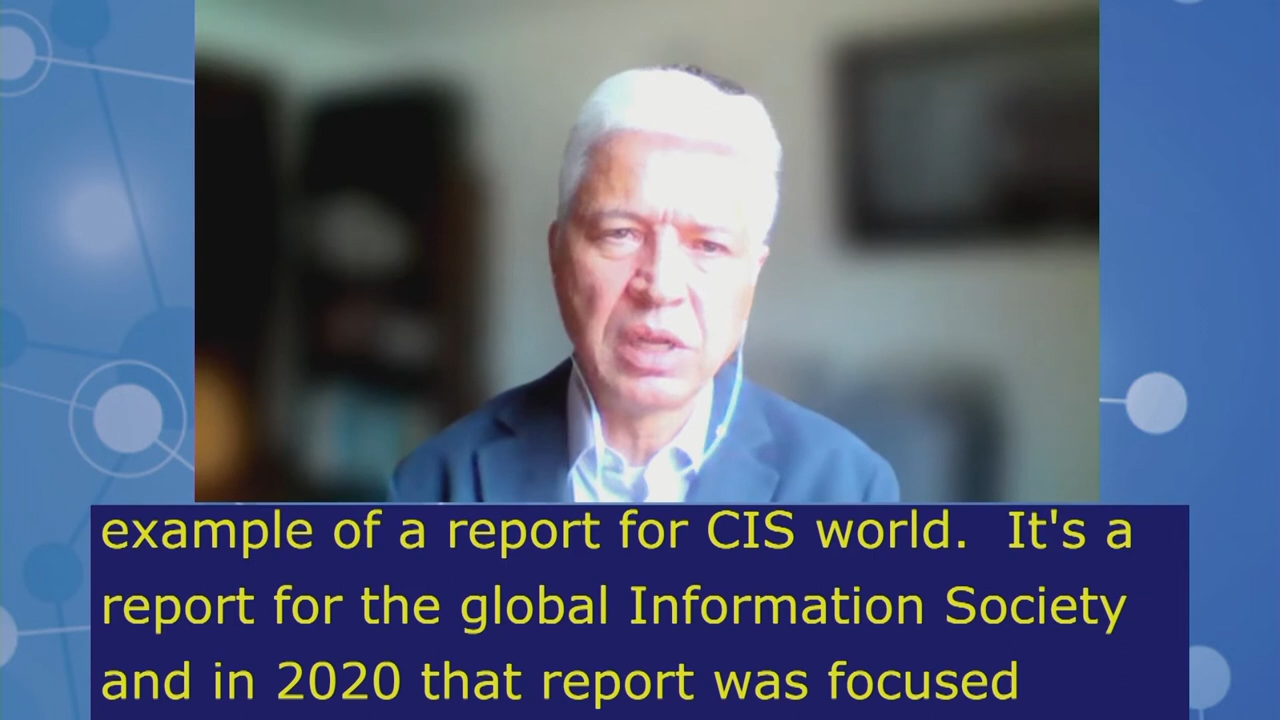 example of a report for CIS world.  It's a
report for the global Information Society
and in 2020 that report was focused